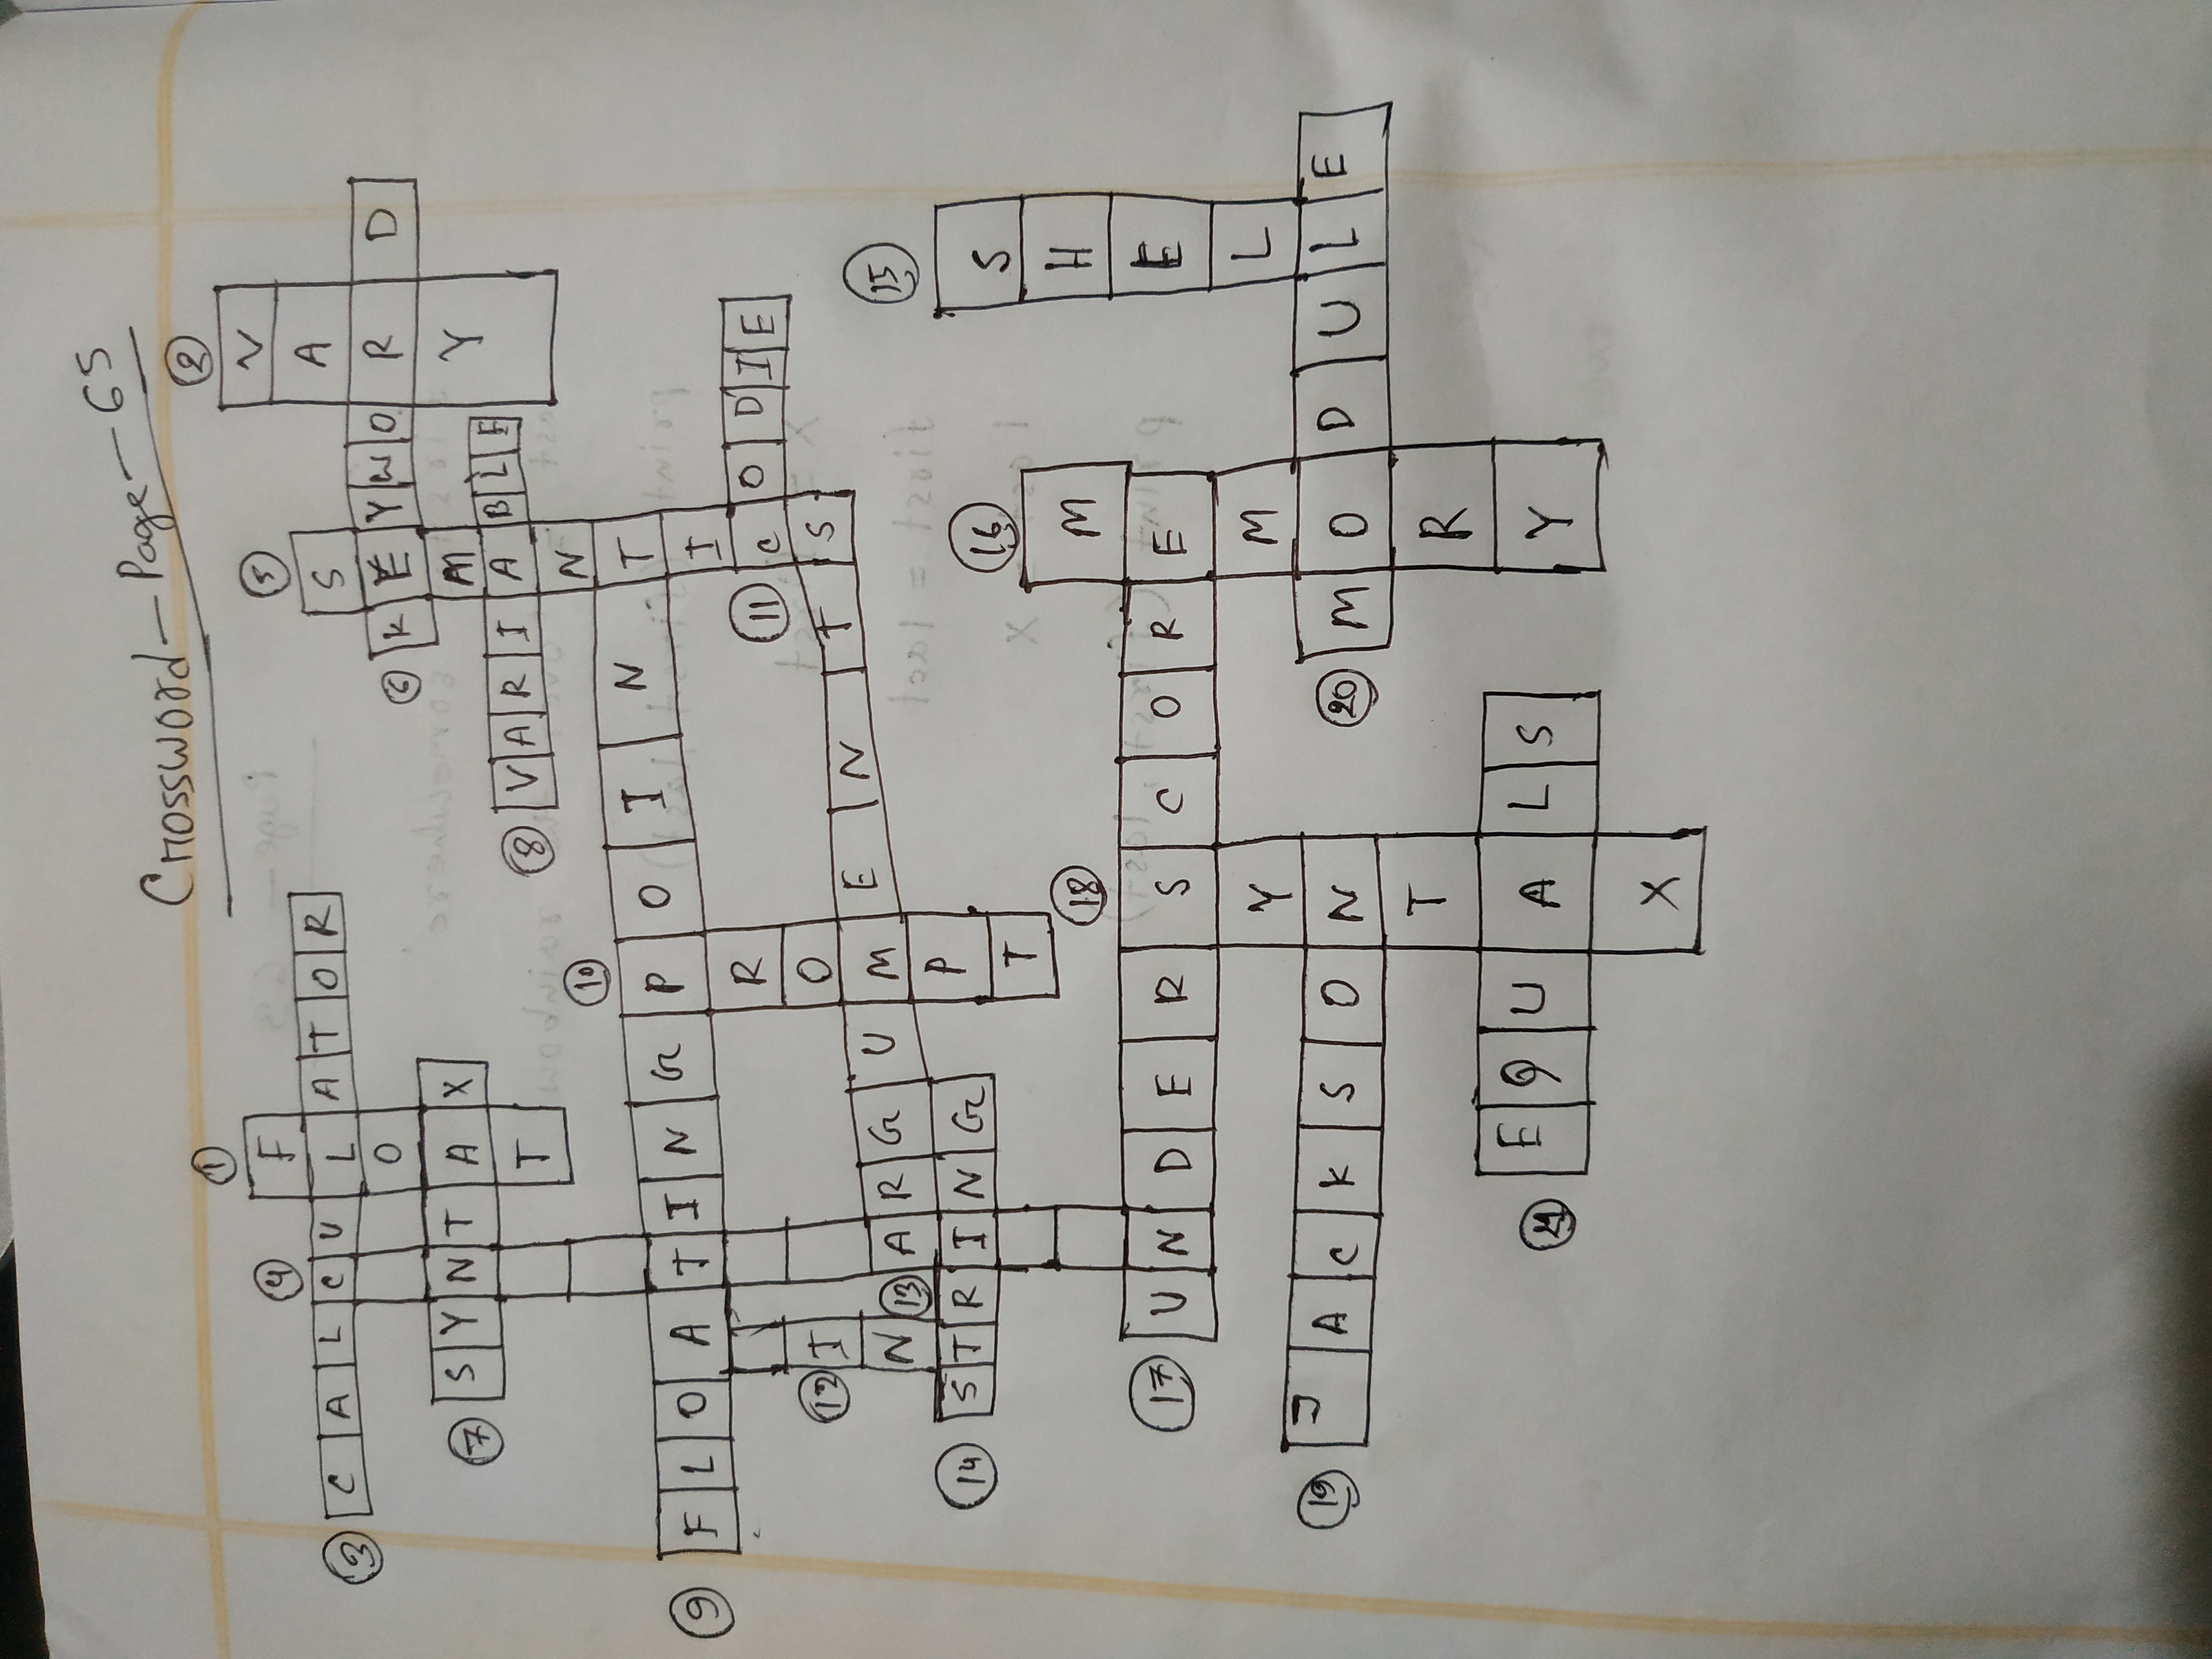 Crossword - Page - 65
1
2
F
V
4
5
L
A
3 C A L C U L A T O R
S
O
6 K E Y W O R D
7 S Y N T A X
M
Y
T
8 V A R I A B L E
10
N
9 F L O A T I N G P O I N T
I
R
11 C O D I E
12 I
O
N 13 A R G U M E N T S
15
14 S T R I N G
P
16
S
T
M
18
H
17 U N D E R S C O R E
E
Y
M
L
19 J A C K S O N
20 M O D U L E
T
R
21 E Q U A L S
Y
X